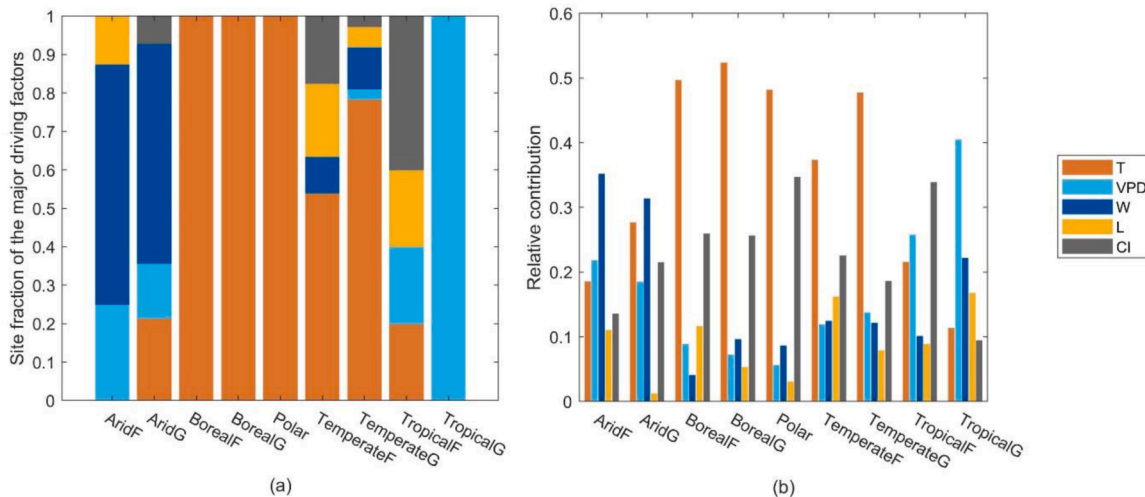 Site fraction of the major driving factors
1
0.9
0.8
0.7
0.6
0.5
0.4
0.3
0.2
0.1
0
AridF
AridG
BorealF
BorealG
Polar
TemperateF
TemperateG
TropicalF
TropicalG
(a)
Relative contribution
0.6
0.5
0.4
0.3
0.2
0.1
0
AridF
AridG
BorealF
BorealG
Polar
TemperateF
TemperateG
TropicalF
TropicalG
(b)
T
VPD
W
L
CI